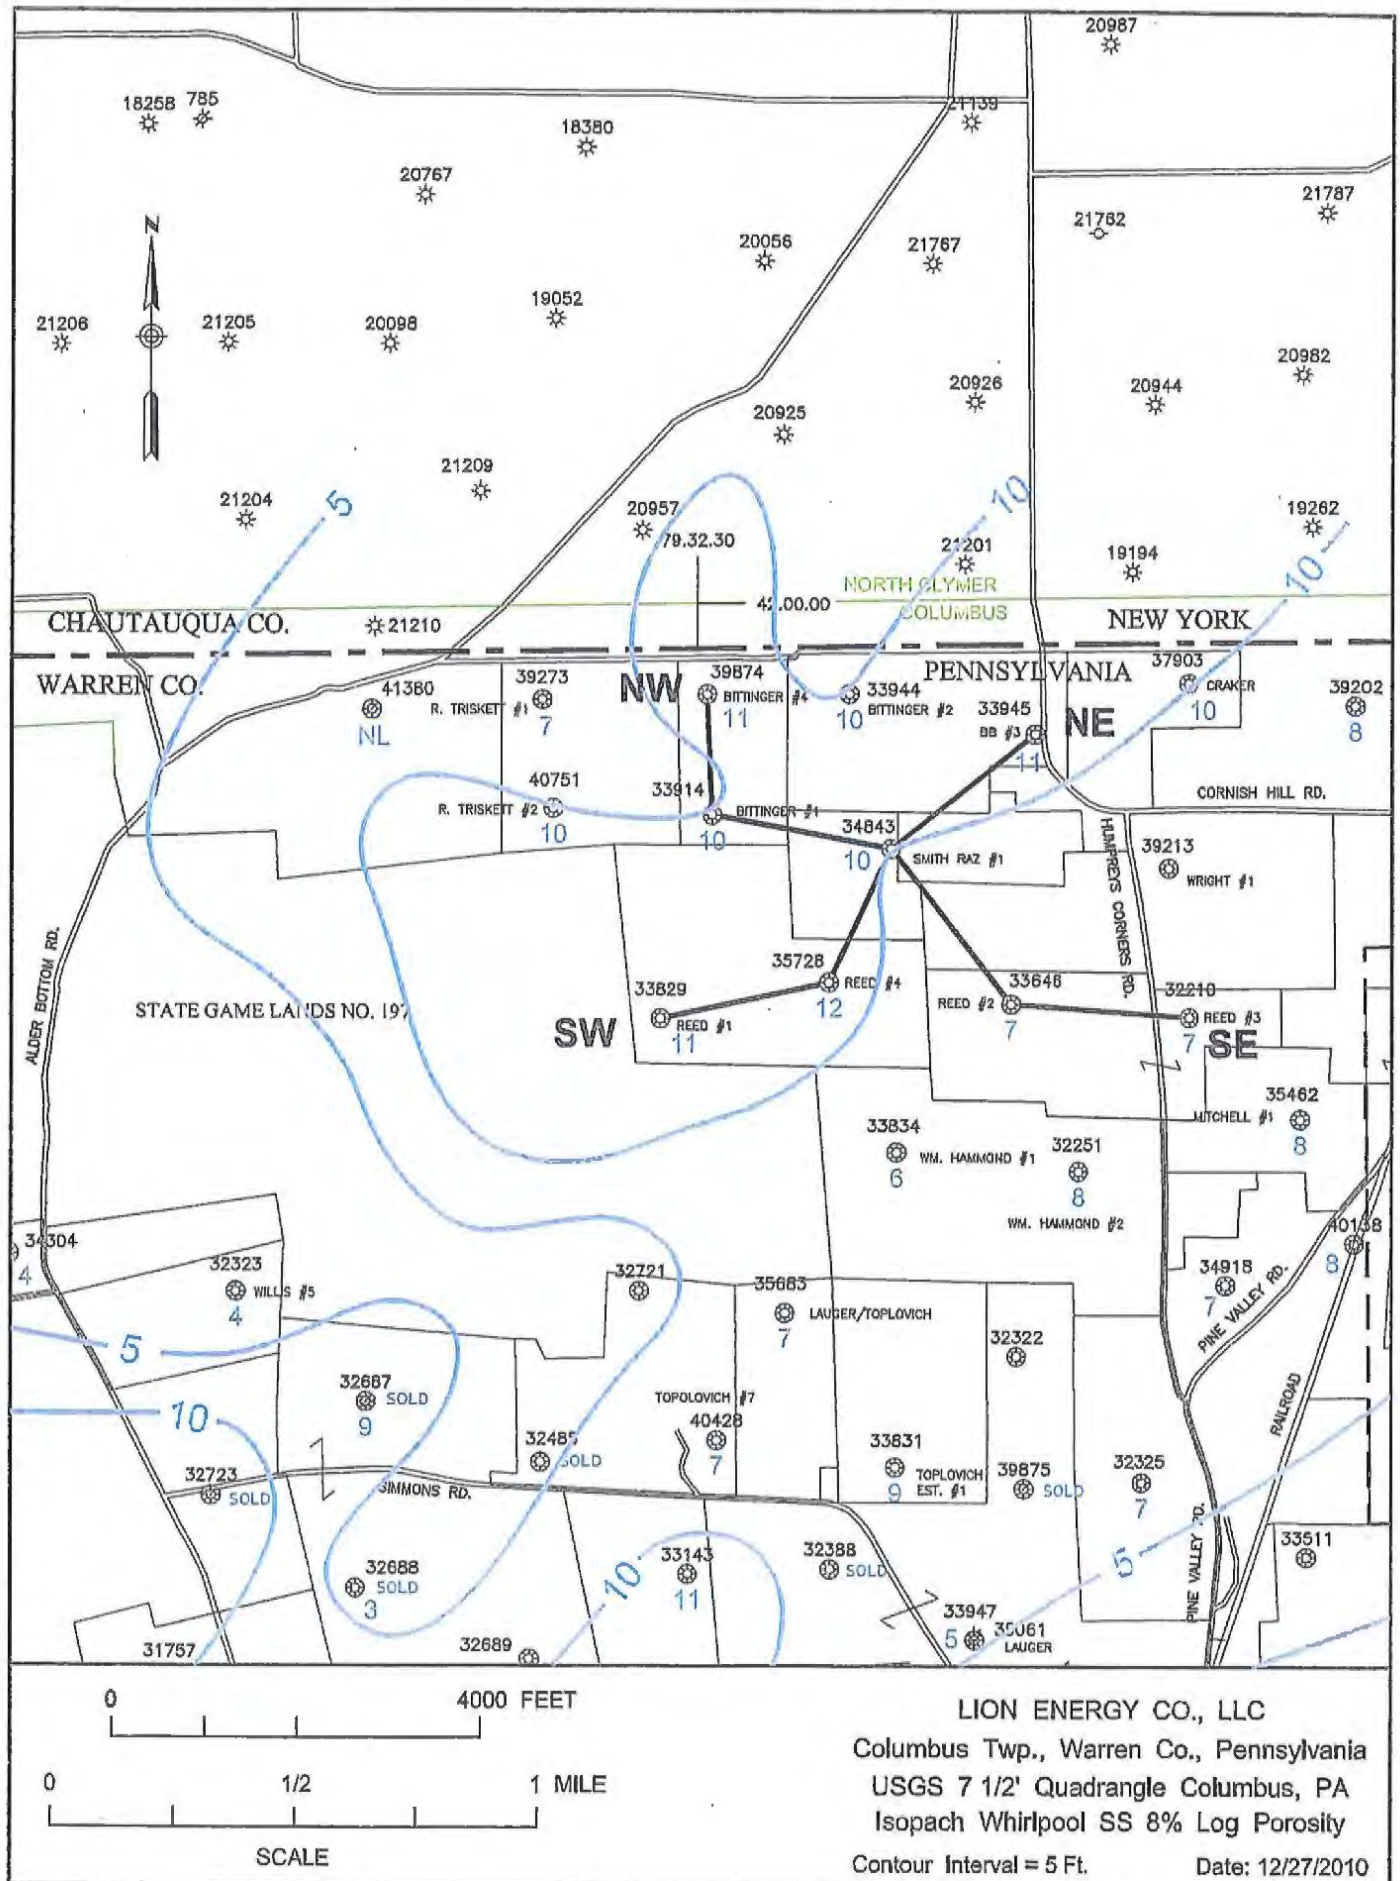 20987
18258 785
21139
18380
20767
21787
N
21762
20056
21767
19052
21206
21205
20098
20982
20926
20944
20925
21209
21204
5
20957
10
19262
79.32.30
21201
19194
10
NORTH CLYMER
42.00.00
COLUMBUS
CHAUTAUQUA CO.
21210
NEW YORK
WARREN CO.
PENNSYLVANIA
37903
CRAKER
10
39202
8
41380
NL
39273
R. TRISKETT #1
7
NW
39874
BITTINGER #4
11
33944
10
BITTINGER #2
33945
BB #3
11
NE
40751
R. TRISKETT #2
10
33914
BITTINGER #1
10
CORNISH HILL RD.
34843
10
SMITH RAZ #1
HUMPREYS CORNERS RD.
39213
WRIGHT #1
ALDER BOTTOM RD.
STATE GAME LANDS NO. 197
35728
REED #4
12
33829
REED #1
11
SW
33646
REED #2
7
32210
REED #3
7
SE
35462
MITCHELL #1
8
33834
WM. HAMMOND #1
6
32251
8
WM. HAMMOND #2
34304
4
40138
8
32323
WILLIS #5
4
32721
35683
LAUGER/TOPLOVICH
7
34918
7
PINE VALLEY RD.
5
32322
RAILROAD
32687
SOLD
9
TOPOLOVICH #7
40428
7
10
32485
SOLD
33831
TOPLOVICH
EST. #1
9
39875
SOLD
32325
7
32723
SOLD
SIMMONS RD.
PINE VALLEY RD.
32688
SOLD
3
10
33143
11
32388
SOLD
5
33511
33947
5
35061
LAUGER
31757
32689
0 4000 FEET
0 1/2 1 MILE
SCALE
LION ENERGY CO., LLC
Columbus Twp., Warren Co., Pennsylvania
USGS 7 1/2' Quadrangle Columbus, PA
Isopach Whirlpool SS 8% Log Porosity
Contour Interval = 5 Ft. Date: 12/27/2010